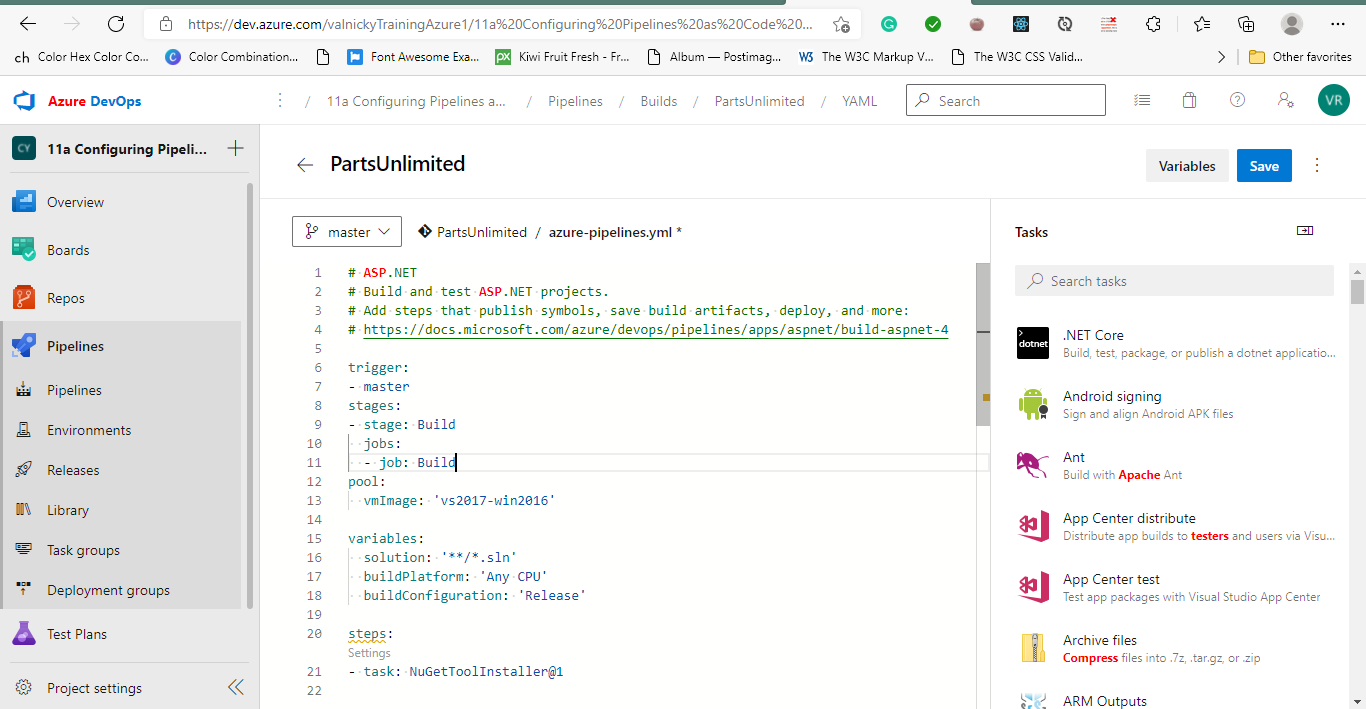 https://dev.azure.com/valnickyTrainingAzure1/11a%20Configuring%20Pipelines%20as%20Code%20...
ch Color Hex Color Co... C Color Combination... Font Awesome Exa... px Kiwi Fruit Fresh - Fr... Album — Postimag... W3 The W3C Markup V... The W3C CSS Valid... Other favorites
Azure DevOps / 11a Configuring Pipelines a... / Pipelines / Builds / PartsUnlimited / YAML Search VR
CY 11a Configuring Pipeli...
Overview
Boards
Repos
Pipelines
Pipelines
Environments
Releases
Library
Task groups
Deployment groups
Test Plans
Project settings
PartsUnlimited
Variables Save
master PartsUnlimited / azure-pipelines.yml *
1 # ASP.NET
2 # Build and test ASP.NET projects.
3 # Add steps that publish symbols, save build artifacts, deploy, and more:
4 # https://docs.microsoft.com/azure/devops/pipelines/apps/aspnet/build-aspnet-4
5
6 trigger:
7 - master
8 stages:
9 - stage: Build
10 jobs:
11 - job: Build
12 pool:
13 vmImage: 'vs2017-win2016'
14
15 variables:
16 solution: '**/*.sln'
17 buildPlatform: 'Any CPU'
18 buildConfiguration: 'Release'
19
20 steps:
Settings
21 - task: NuGetToolInstaller@1
22
Tasks
Search tasks
dotnet
.NET Core
Build, test, package, or publish a dotnet applicatio...
Android signing
Sign and align Android APK files
Ant
Build with Apache Ant
App Center distribute
Distribute app builds to testers and users via Visu...
App Center test
Test app packages with Visual Studio App Center
Archive files
Compress files into .7z, .tar.gz, or .zip
ARM Outputs